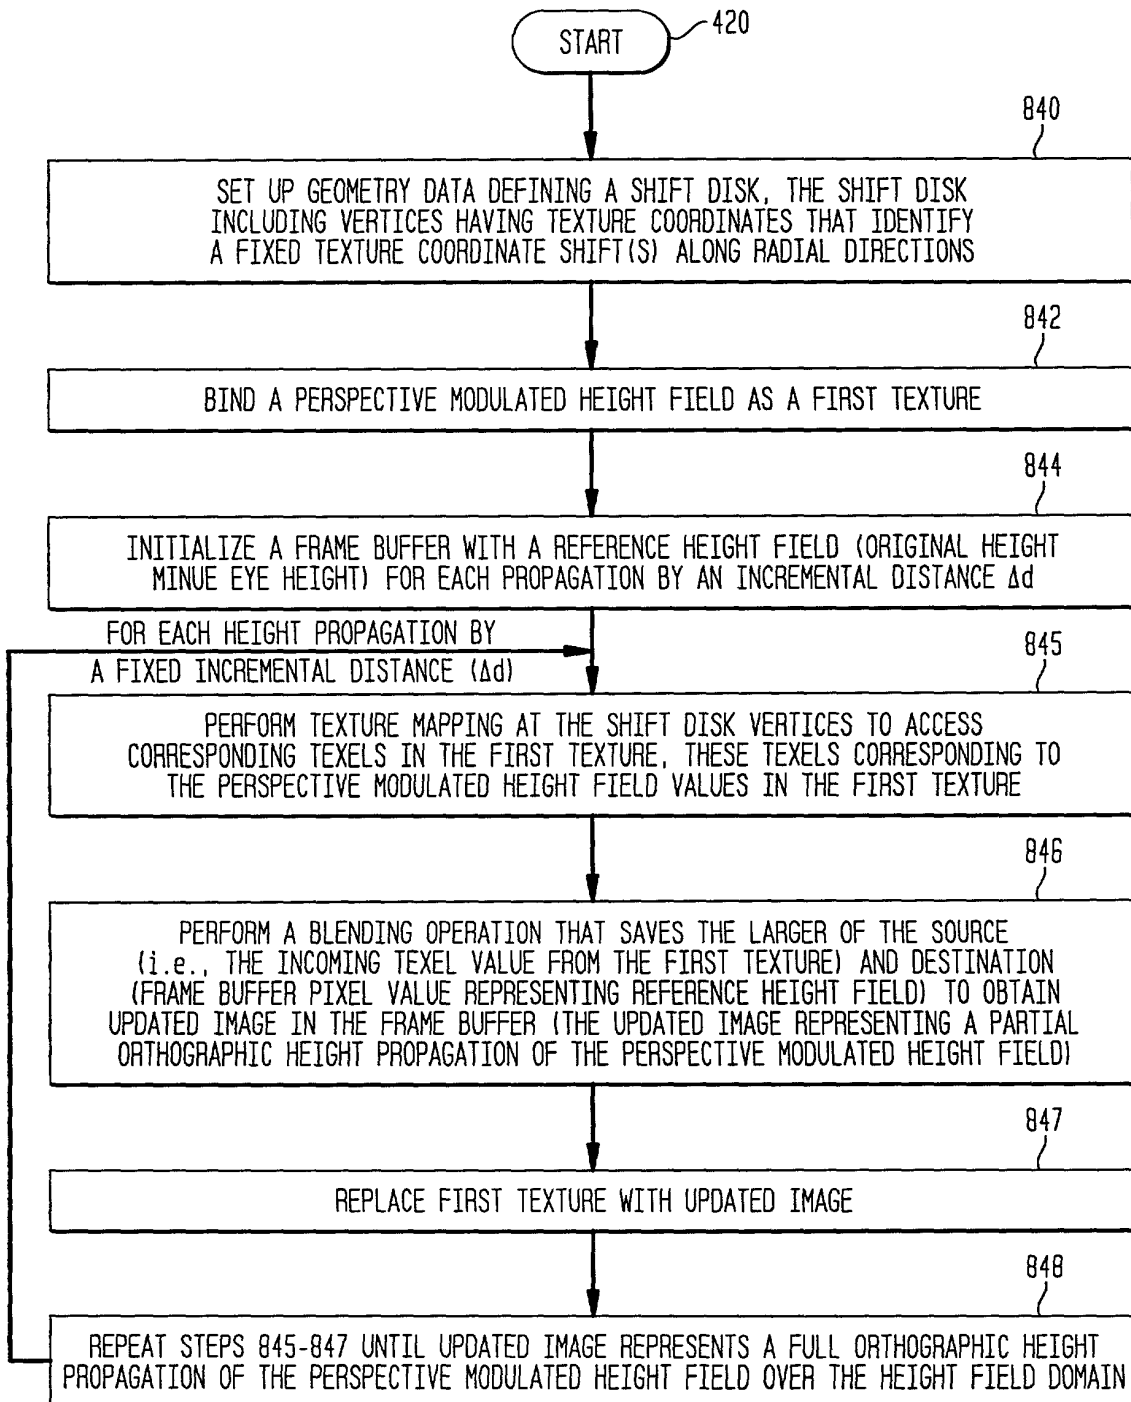 START
420
840
SET UP GEOMETRY DATA DEFINING A SHIFT DISK, THE SHIFT DISK
INCLUDING VERTICES HAVING TEXTURE COORDINATES THAT IDENTIFY
A FIXED TEXTURE COORDINATE SHIFT(S) ALONG RADIAL DIRECTIONS
842
BIND A PERSPECTIVE MODULATED HEIGHT FIELD AS A FIRST TEXTURE
844
INITIALIZE A FRAME BUFFER WITH A REFERENCE HEIGHT FIELD (ORIGINAL HEIGHT
MINUE EYE HEIGHT) FOR EACH PROPAGATION BY AN INCREMENTAL DISTANCE Δd
FOR EACH HEIGHT PROPAGATION BY
A FIXED INCREMENTAL DISTANCE (Δd)
845
PERFORM TEXTURE MAPPING AT THE SHIFT DISK VERTICES TO ACCESS
CORRESPONDING TEXELS IN THE FIRST TEXTURE, THESE TEXELS CORRESPONDING TO
THE PERSPECTIVE MODULATED HEIGHT FIELD VALUES IN THE FIRST TEXTURE
846
PERFORM A BLENDING OPERATION THAT SAVES THE LARGER OF THE SOURCE
(i.e., THE INCOMING TEXEL VALUE FROM THE FIRST TEXTURE) AND DESTINATION
(FRAME BUFFER PIXEL VALUE REPRESENTING REFERENCE HEIGHT FIELD) TO OBTAIN
UPDATED IMAGE IN THE FRAME BUFFER (THE UPDATED IMAGE REPRESENTING A PARTIAL
ORTHOGRAPHIC HEIGHT PROPAGATION OF THE PERSPECTIVE MODULATED HEIGHT FIELD)
847
REPLACE FIRST TEXTURE WITH UPDATED IMAGE
848
REPEAT STEPS 845-847 UNTIL UPDATED IMAGE REPRESENTS A FULL ORTHOGRAPHIC HEIGHT
PROPAGATION OF THE PERSPECTIVE MODULATED HEIGHT FIELD OVER THE HEIGHT FIELD DOMAIN